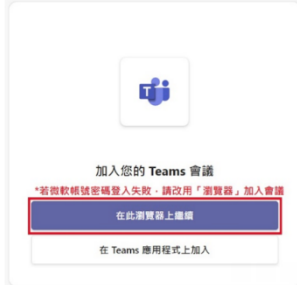 加入您的 Teams 會議
*若微軟帳號密碼登入失敗，請改用「瀏覽器」加入會議
在此瀏覽器上繼續
在 Teams 應用程式上加入